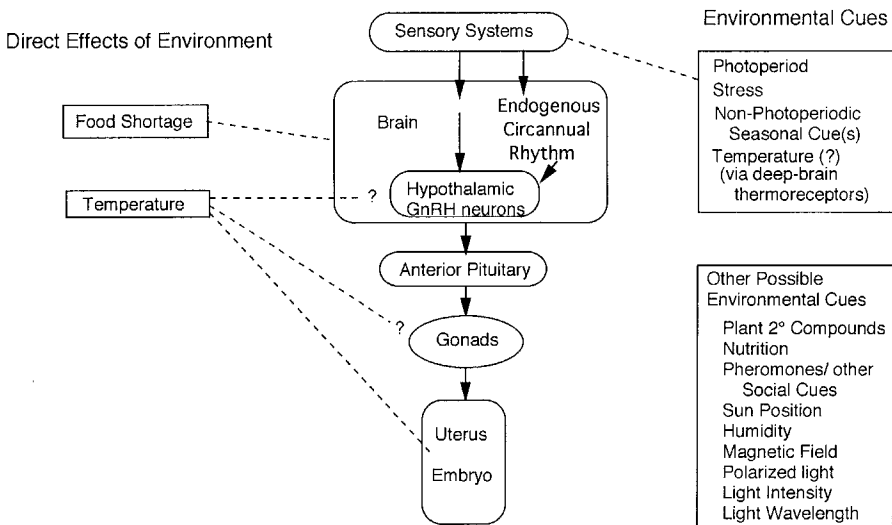 Direct Effects of Environment
Food Shortage
Temperature
Sensory Systems
Brain
Endogenous
Circannual
Rhythm
?
Hypothalamic
GnRH neurons
Anterior Pituitary
?
Gonads
Uterus
Embryo
Environmental Cues
Photoperiod
Stress
Non-Photoperiodic
Seasonal Cue(s)
Temperature (?)
(via deep-brain
thermoreceptors)
Other Possible
Environmental Cues
Plant 2° Compounds
Nutrition
Pheromones/ other
Social Cues
Sun Position
Humidity
Magnetic Field
Polarized light
Light Intensity
Light Wavelength